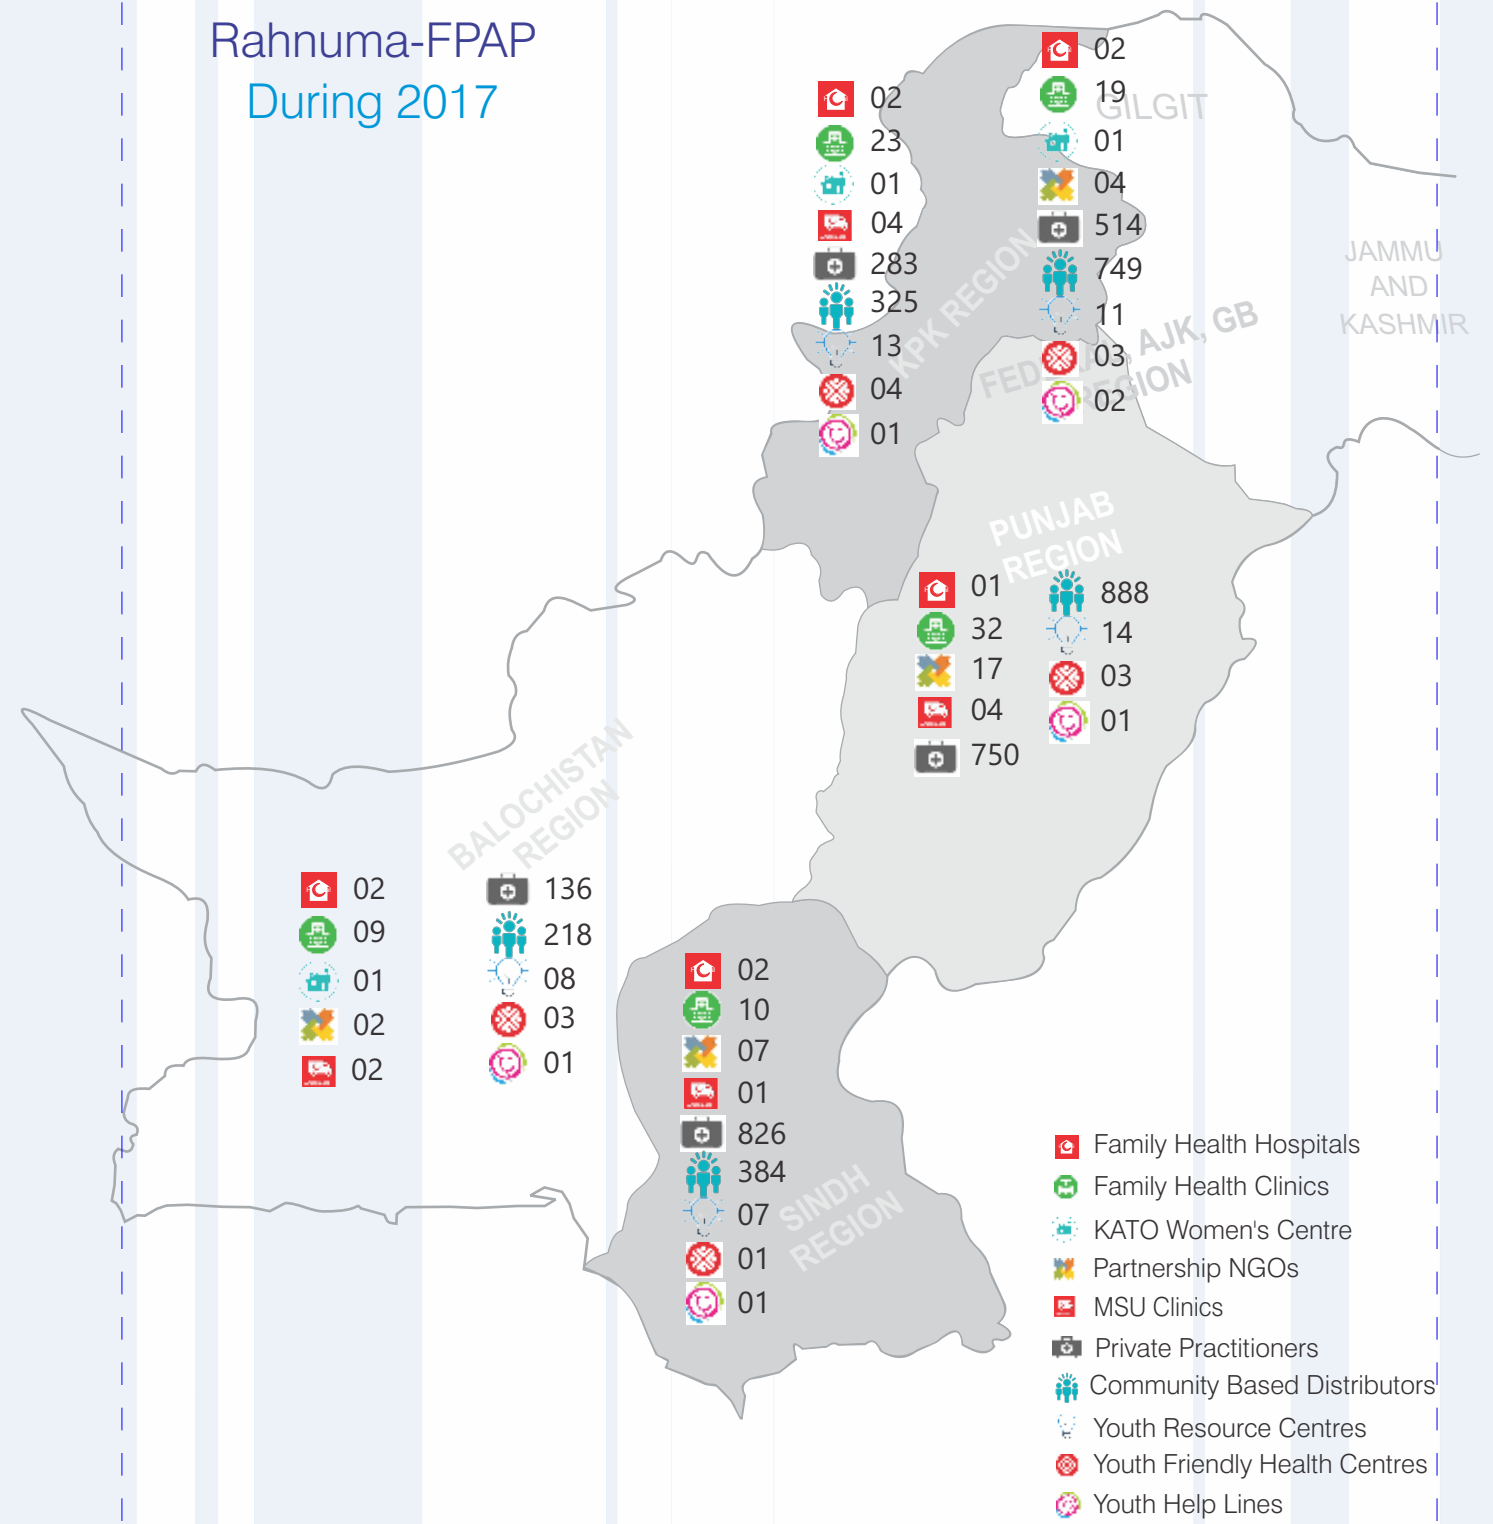 Rahnuma-FPAP
During 2017
02
23
01
04
283
325
13
04
01
02
19
01
04
514
749
11
03
02
GILGIT
JAMMU
AND
KASHMIR
KPK REGION
FEDERAL, AJK, GB
REGION
PUNJAB
REGION
01
32
17
04
750
888
14
03
01
BALOCHISTAN
REGION
02
09
01
02
02
136
218
08
03
01
02
10
07
01
826
384
07
01
01
SINDH
REGION
Family Health Hospitals
Family Health Clinics
KATO Women's Centre
Partnership NGOs
MSU Clinics
Private Practitioners
Community Based Distributors
Youth Resource Centres
Youth Friendly Health Centres
Youth Help Lines